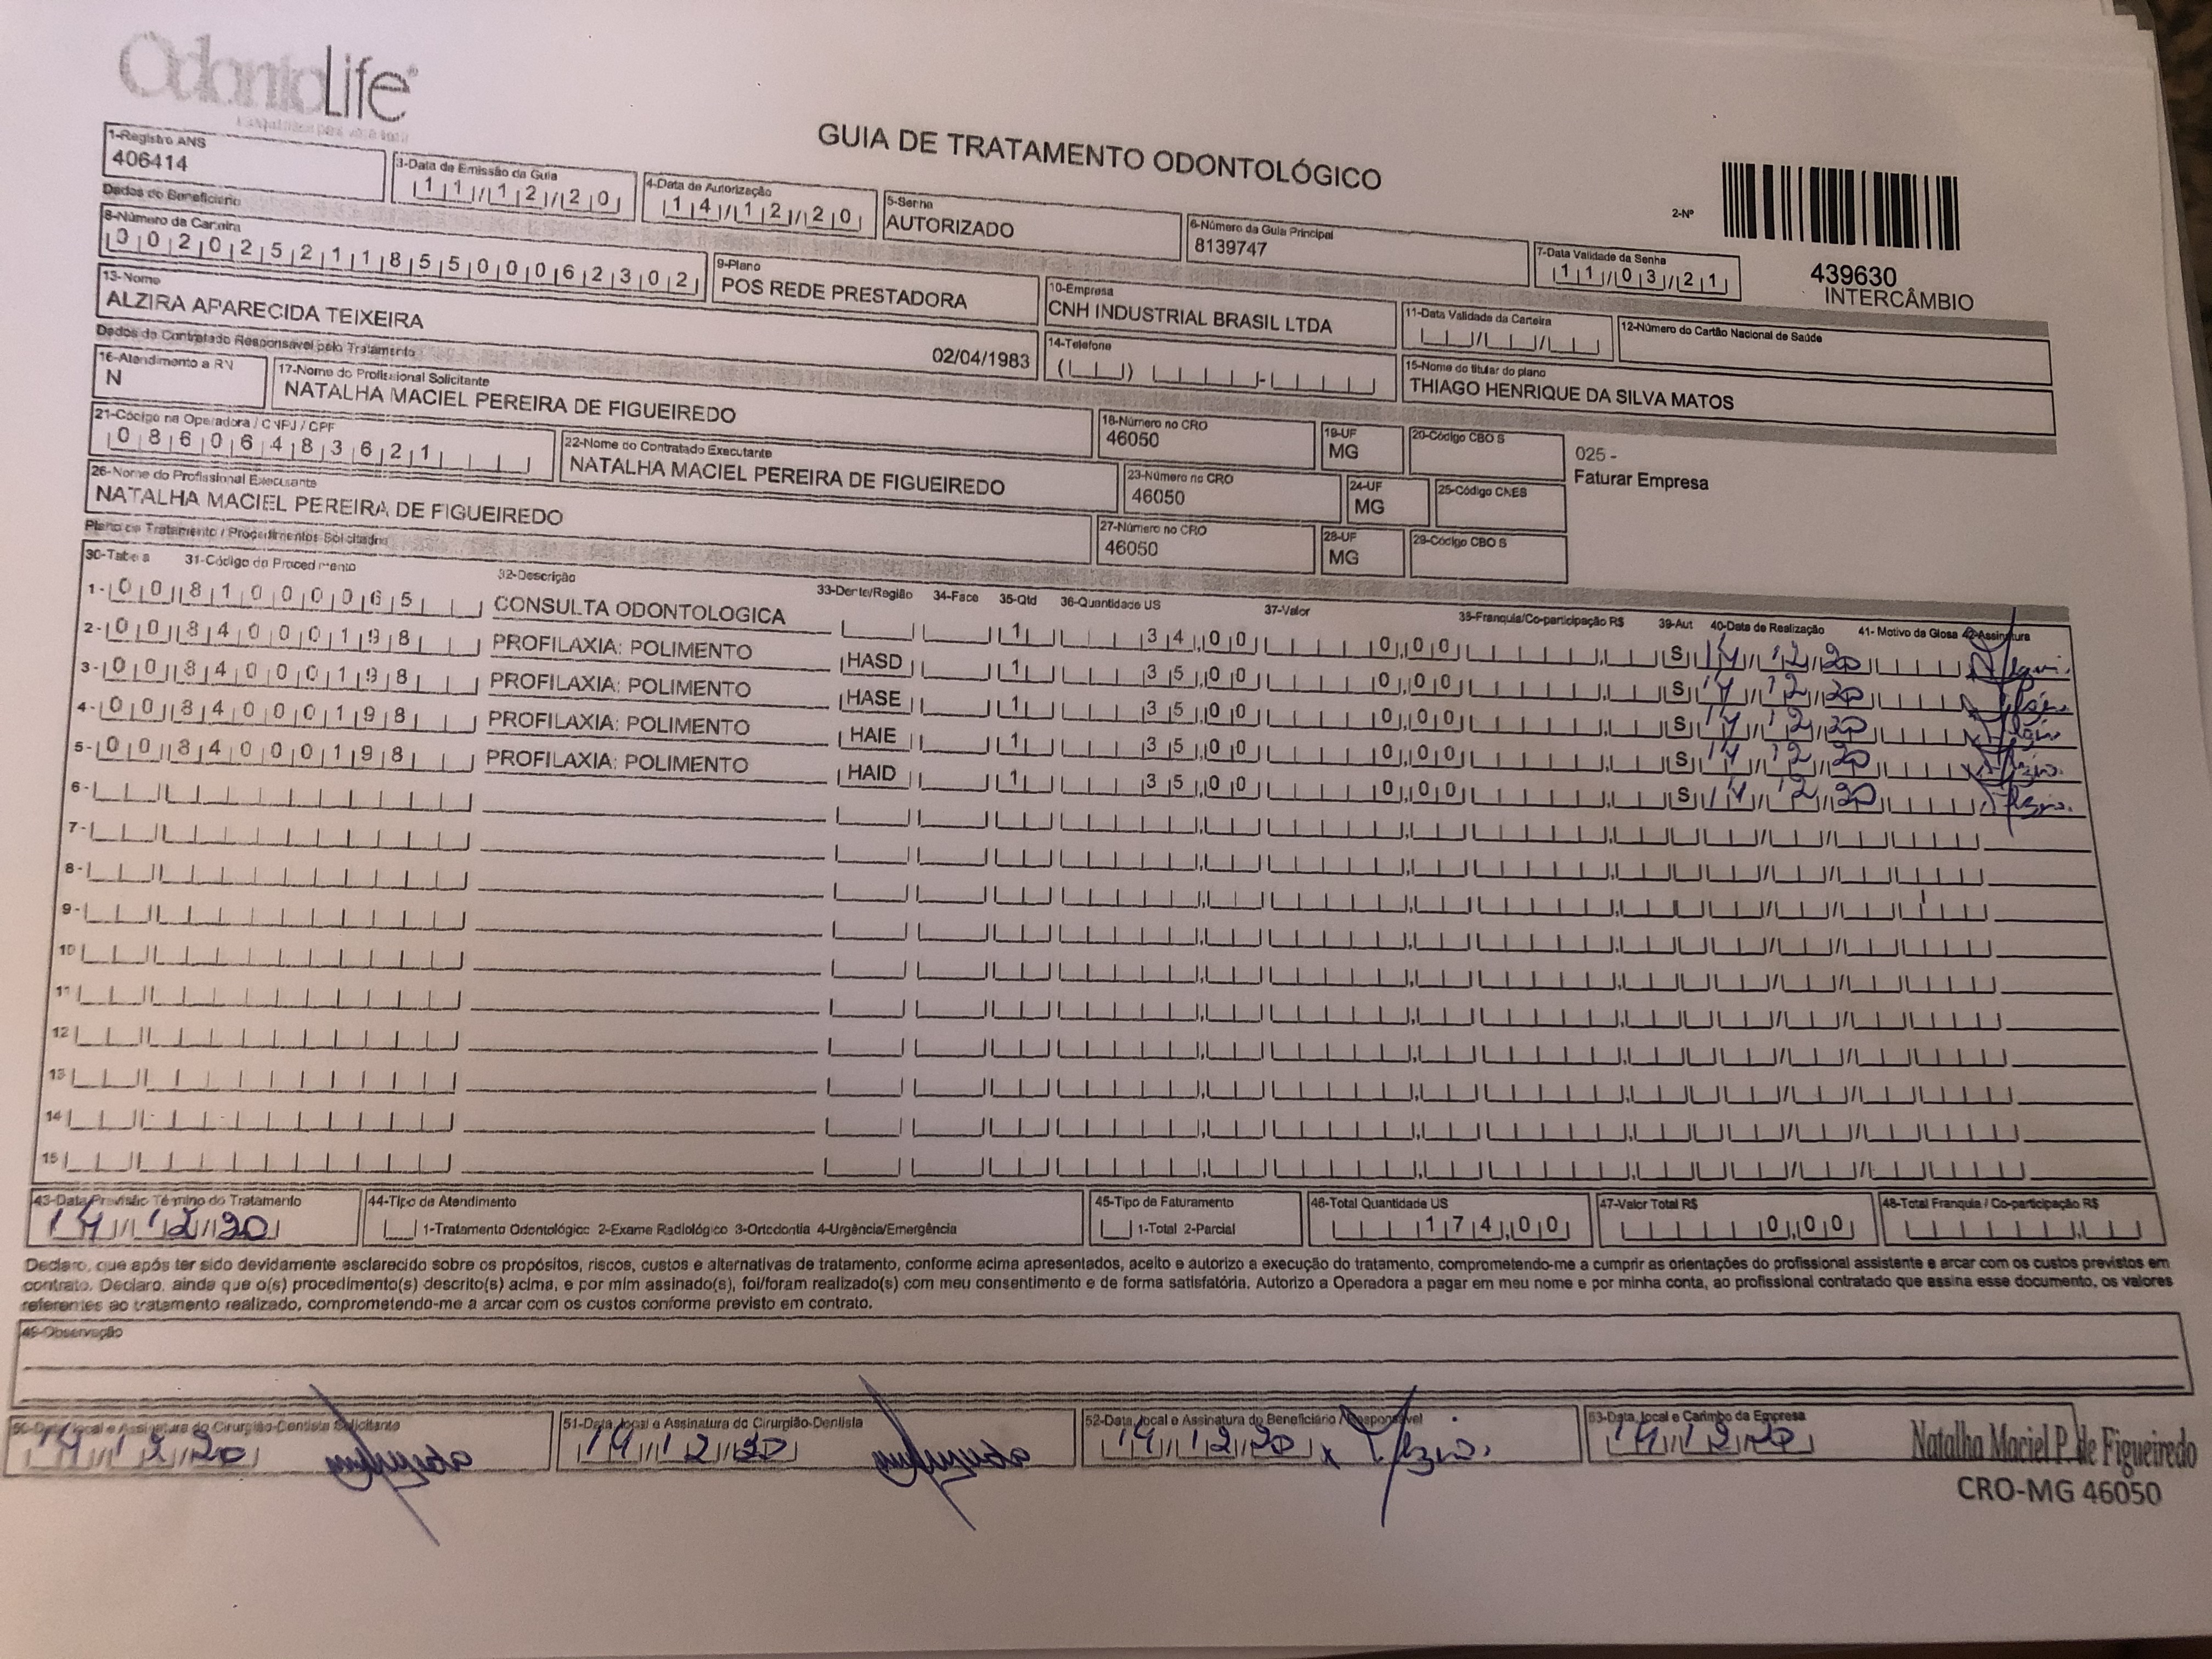 OdontoLife
GUIA DE TRATAMENTO ODONTOLÓGICO
1-Registro ANS
406414
3-Data da Emissão da Guia
11/12/20
4-Data de Autorização
14/12/20
5-Senha
AUTORIZADO
6-Número da Guia Principal
8139747
7-Data Validade da Senha
11/03/21
2-Nº
439630
INTERCÂMBIO
Dados do Beneficiário
8-Número da Carteira
00202521185500062302
9-Plano
POS REDE PRESTADORA
10-Empresa
CNH INDUSTRIAL BRASIL LTDA
11-Data Validade da Carteira
12-Número do Cartão Nacional de Saúde
13-Nome
ALZIRA APARECIDA TEIXEIRA
02/04/1983
14-Telefone
15-Nome do titular do plano
THIAGO HENRIQUE DA SILVA MATOS
Dados do Contratado Responsável pelo Tratamento
16-Atendimento a RN
N
17-Nome do Profissional Solicitante
NATALHA MACIEL PEREIRA DE FIGUEIREDO
18-Número no CRO
46050
19-UF
MG
20-Código CBO S
025 -
Faturar Empresa
21-Código na Operadora / CNPJ / CPF
08606483621
22-Nome do Contratado Executante
NATALHA MACIEL PEREIRA DE FIGUEIREDO
23-Número no CRO
46050
24-UF
MG
25-Código CNES
26-Nome do Profissional Executante
NATALHA MACIEL PEREIRA DE FIGUEIREDO
27-Número no CRO
46050
28-UF
MG
29-Código CBO S
Plano de Tratamento / Procedimentos Solicitados
30-Tabela 31-Código do Procedimento 32-Descrição 33-Dente/Região 34-Face 35-Qtd 36-Quantidade US 37-Valor 38-Franquia/Co-participação R$ 39-Aut 40-Data de Realização 41- Motivo da Glosa 42-Assinatura
1- 00 81000065 CONSULTA ODONTOLOGICA 1 34,00 0,00 S 14/12/20
2- 00 84000198 PROFILAXIA: POLIMENTO HASD 1 35,00 0,00 S 14/12/20
3- 00 84000198 PROFILAXIA: POLIMENTO HASE 1 35,00 0,00 S 14/12/20
4- 00 84000198 PROFILAXIA: POLIMENTO HAIE 1 35,00 0,00 S 14/12/20
5- 00 84000198 PROFILAXIA: POLIMENTO HAID 1 35,00 0,00 S 14/12/20
6-
7-
8-
9-
10
11
12
13
14
15
43-Data Previsão Término do Tratamento
14/12/20
44-Tipo de Atendimento
1-Tratamento Odontológico 2-Exame Radiológico 3-Ortodontia 4-Urgência/Emergência
45-Tipo de Faturamento
1-Total 2-Parcial
46-Total Quantidade US
174,00
47-Valor Total R$
0,00
48-Total Franquia / Co-participação R$
Declaro, que após ter sido devidamente esclarecido sobre os propósitos, riscos, custos e alternativas de tratamento, conforme acima apresentados, aceito e autorizo a execução do tratamento, comprometendo-me a cumprir as orientações do profissional assistente e arcar com os custos previstos em
contrato. Declaro, ainda que o(s) procedimento(s) descrito(s) acima, e por mim assinado(s), foi/foram realizado(s) com meu consentimento e de forma satisfatória. Autorizo a Operadora a pagar em meu nome e por minha conta, ao profissional contratado que assina esse documento, os valores
referentes ao tratamento realizado, comprometendo-me a arcar com os custos conforme previsto em contrato.
49-Observação
50-Data, local e Assinatura do Cirurgião-Dentista Solicitante
14/12/20
51-Data, local e Assinatura do Cirurgião-Dentista
14/12/20
52-Data, local e Assinatura do Beneficiário / Responsável
14/12/20 x
53-Data, local e Carimbo da Empresa
14/12/20
Natalha Maciel P. de Figueiredo
CRO-MG 46050